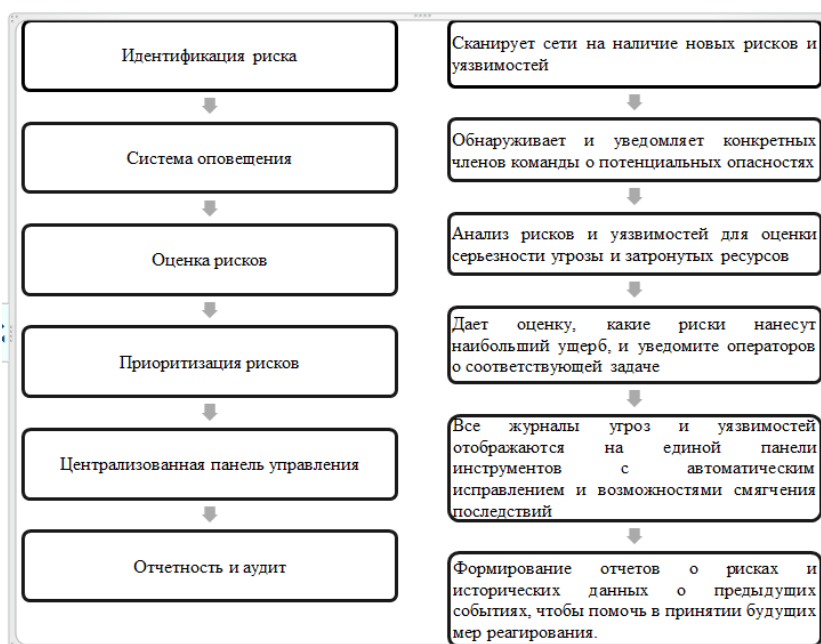 Идентификация риска
Система оповещения
Оценка рисков
Приоритизация рисков
Централизованная панель управления
Отчетность и аудит
Сканирует сети на наличие новых рисков и
уязвимостей
Обнаруживает и уведомляет конкретных
членов команды о потенциальных опасностях
Анализ рисков и уязвимостей для оценки
серьезности угрозы и затронутых ресурсов
Дает оценку, какие риски нанесут
наибольший ущерб, и уведомите операторов
о соответствующей задаче
Все журналы угроз и уязвимостей
отображаются на единой панели
инструментов с автоматическим
исправлением и возможностями смягчения
последствий
Формирование отчетов о рисках и
исторических данных о предыдущих
событиях, чтобы помочь в принятии будущих
мер реагирования.